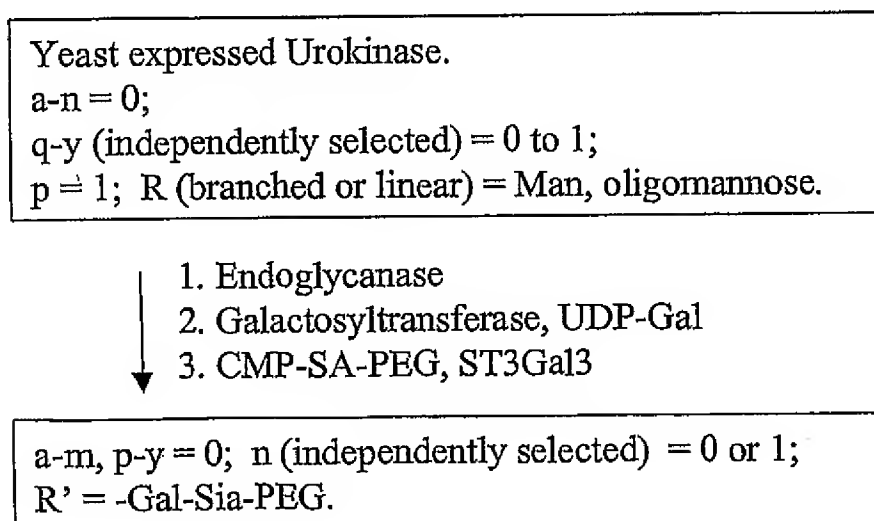 Yeast expressed Urokinase.
a-n = 0;
q-y (independently selected) = 0 to 1;
p = 1; R (branched or linear) = Man, oligomannose.
1. Endoglycanase
2. Galactosyltransferase, UDP-Gal
3. CMP-SA-PEG, ST3Gal3
a-m, p-y = 0; n (independently selected) = 0 or 1;
R’ = -Gal-Sia-PEG.